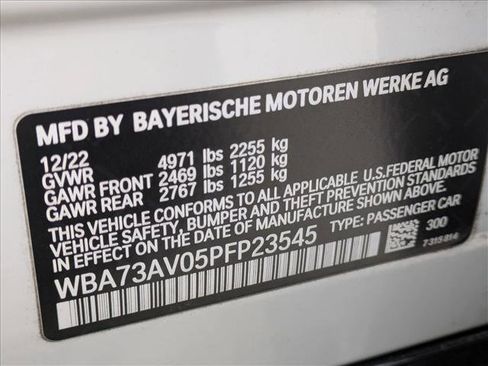 MFD BY BAYERISCHE MOTOREN WERKE AG
12/22 4971 lbs 2255 kg
GVWR 2469 lbs 1120 kg
GAWR FRONT 2767 lbs 1255 kg
GAWR REAR
THIS VEHICLE CONFORMS TO ALL APPLICABLE U.S.FEDERAL MOTOR
VEHICLE SAFETY, BUMPER AND THEFT PREVENTION STANDARDS
IN EFFECT ON THE DATE OF MANUFACTURE SHOWN ABOVE.
WBA73AV05PFP23545 TYPE: PASSENGER CAR
300
7315814